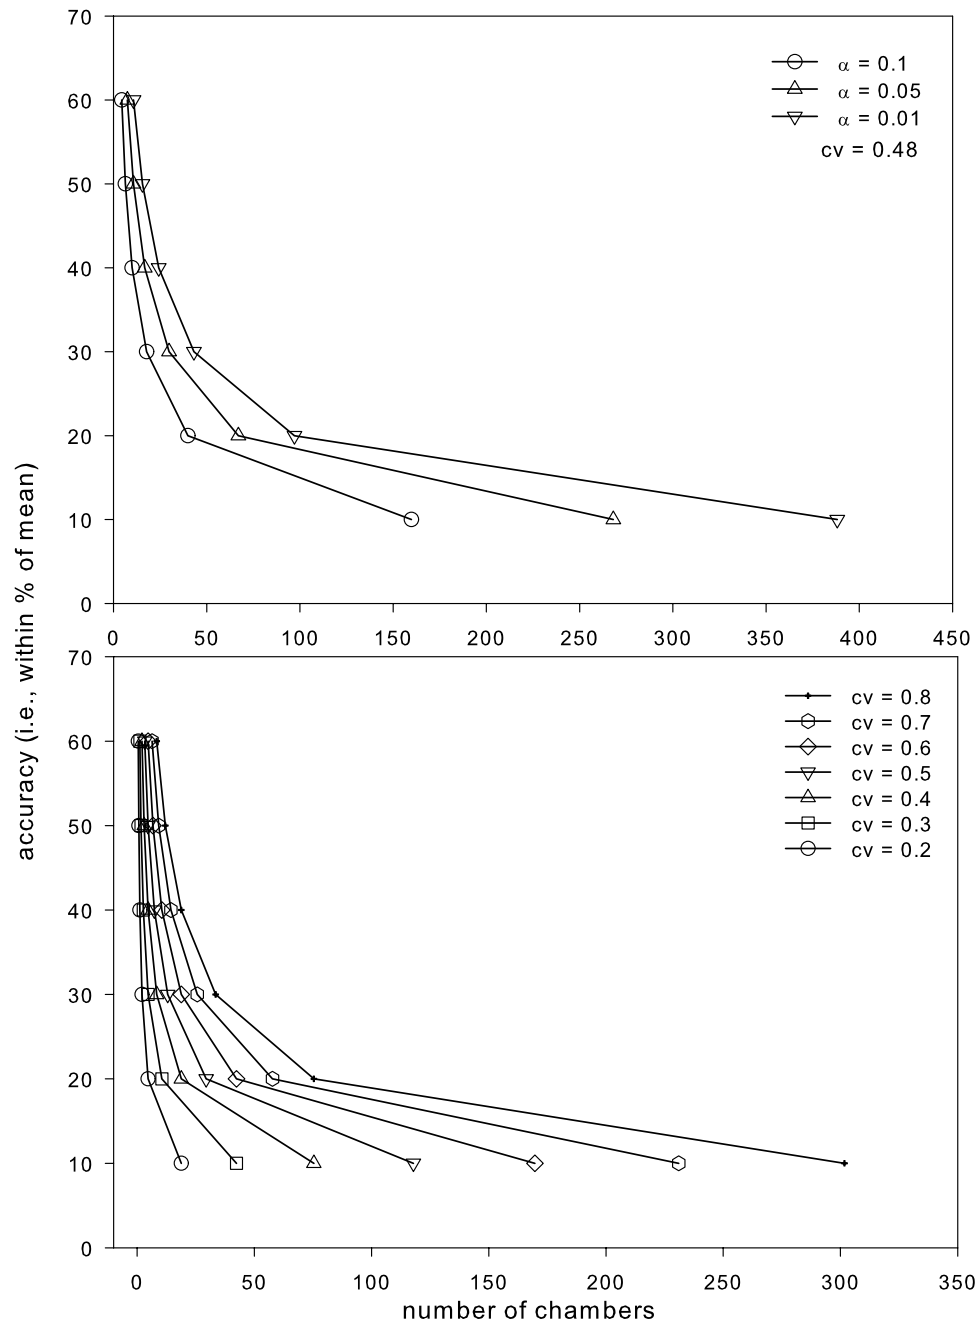 70
60
50
40
30
20
10
0
α = 0.1
α = 0.05
α = 0.01
cv = 0.48
0 50 100 150 200 250 300 350 400 450
accuracy (i.e., within % of mean)
70
60
50
40
30
20
10
0
cv = 0.8
cv = 0.7
cv = 0.6
cv = 0.5
cv = 0.4
cv = 0.3
cv = 0.2
0 50 100 150 200 250 300 350
number of chambers